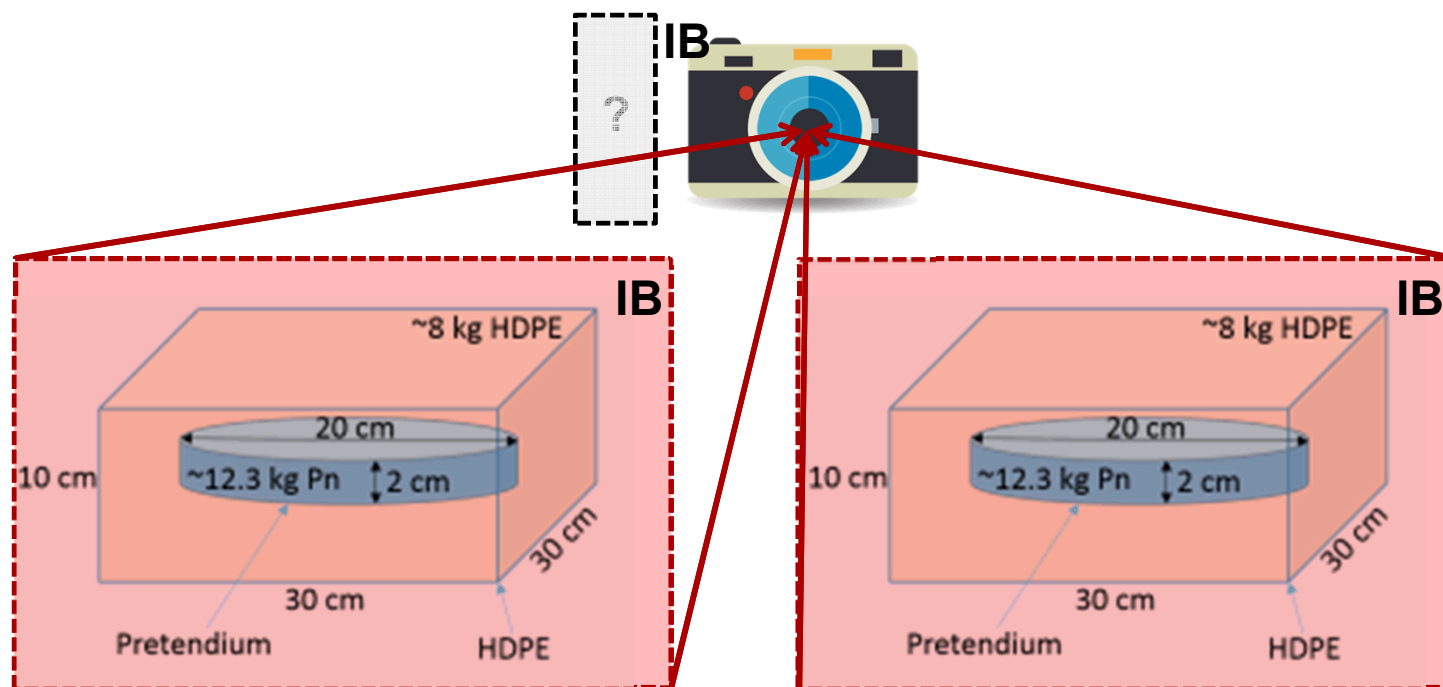 IB
?
IB
~8 kg HDPE
20 cm
10 cm
~12.3 kg Pn
2 cm
30 cm
30 cm
Pretendium
HDPE
IB
~8 kg HDPE
20 cm
10 cm
~12.3 kg Pn
2 cm
30 cm
30 cm
Pretendium
HDPE